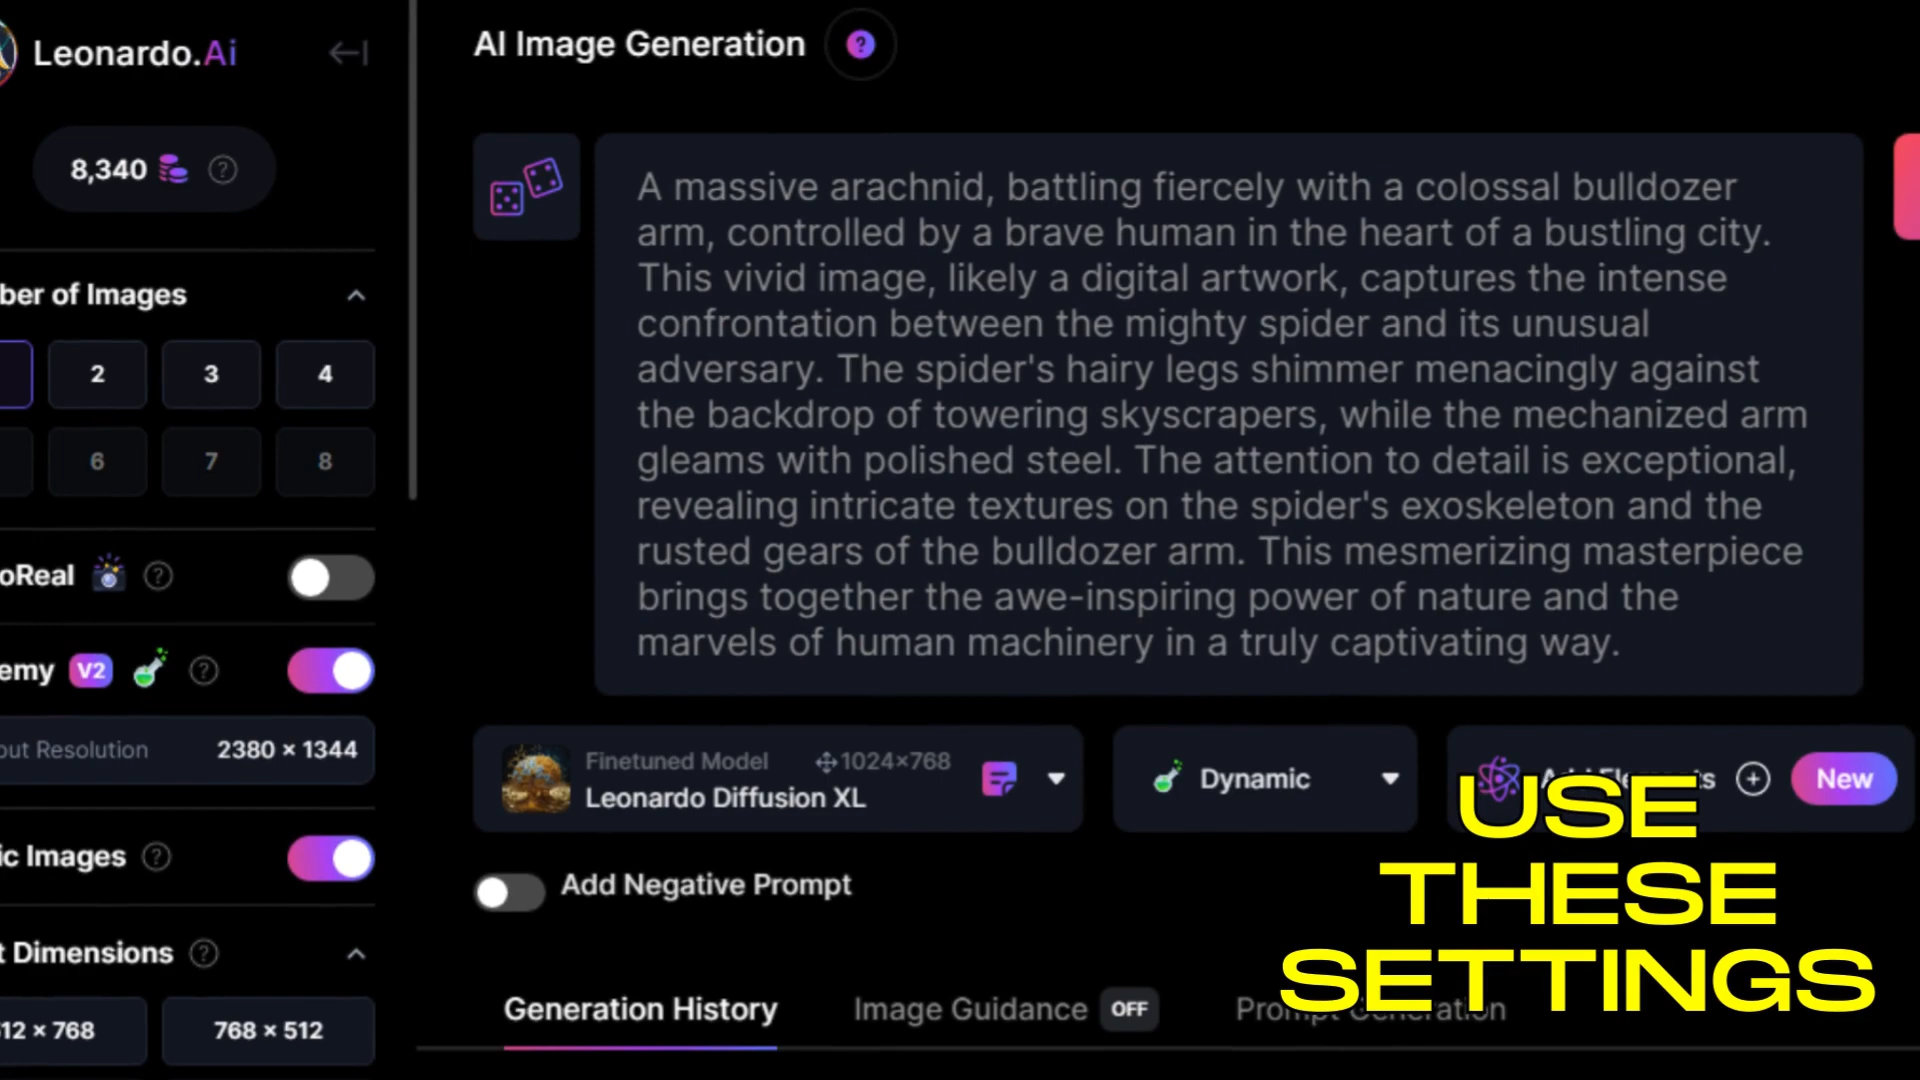 Leonardo.Ai
8,340
ber of Images
2
3
4
6
7
8
oReal
emy V2
out Resolution 2380 × 1344
ic Images
t Dimensions
12 × 768
768 × 512
AI Image Generation
A massive arachnid, battling fiercely with a colossal bulldozer
arm, controlled by a brave human in the heart of a bustling city.
This vivid image, likely a digital artwork, captures the intense
confrontation between the mighty spider and its unusual
adversary. The spider's hairy legs shimmer menacingly against
the backdrop of towering skyscrapers, while the mechanized arm
gleams with polished steel. The attention to detail is exceptional,
revealing intricate textures on the spider's exoskeleton and the
rusted gears of the bulldozer arm. This mesmerizing masterpiece
brings together the awe-inspiring power of nature and the
marvels of human machinery in a truly captivating way.
Finetuned Model 1024×768
Leonardo Diffusion XL
Dynamic
Add Elements
New
Add Negative Prompt
Generation History
Image Guidance OFF
Prompt Generation
USE
THESE
SETTINGS